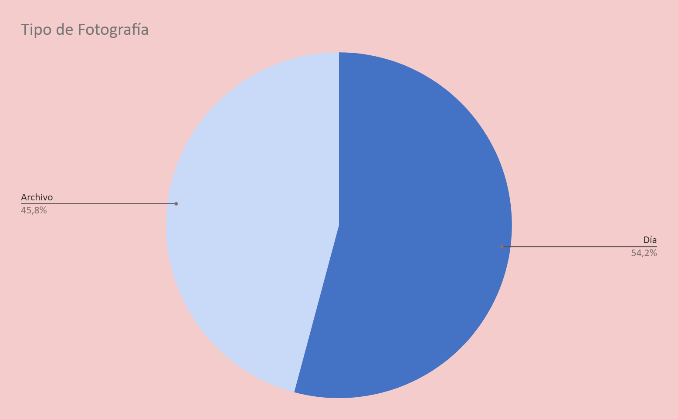 Tipo de Fotografía
Archivo
45,8%
Día
54,2%